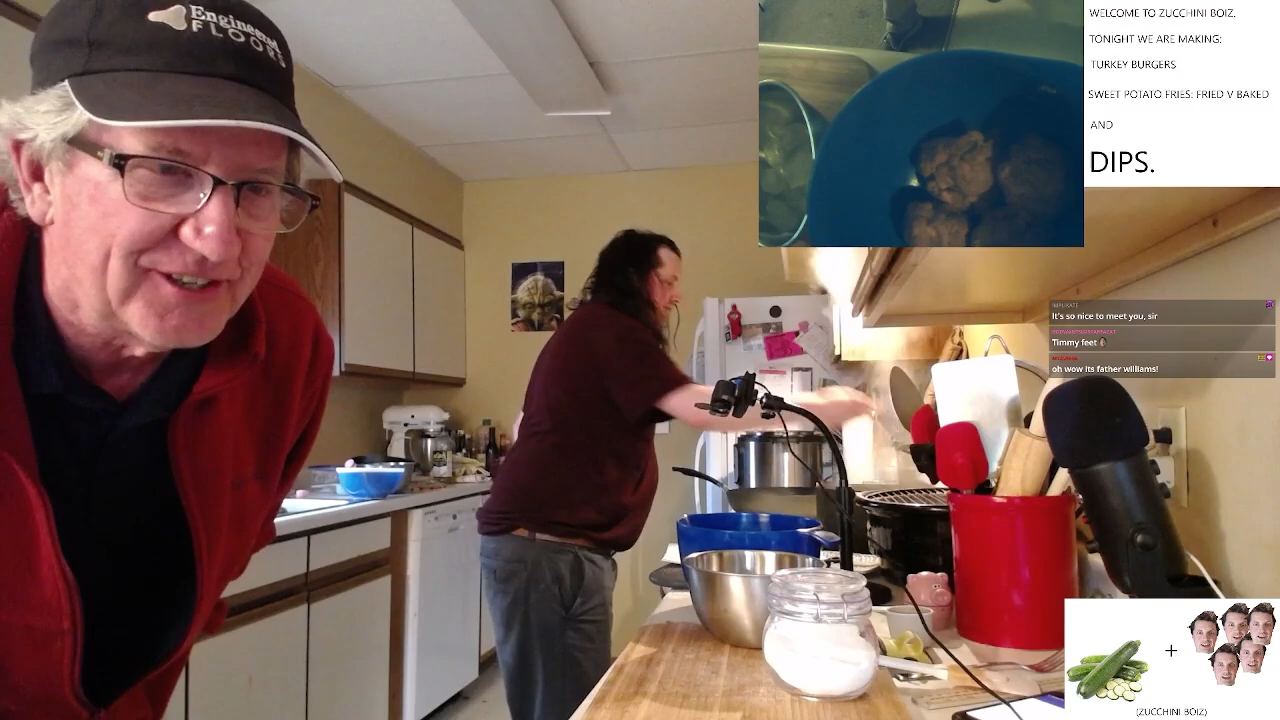 Engineered
FLOORS
WELCOME TO ZUCCHINI BOIZ.
TONIGHT WE ARE MAKING:
TURKEY BURGERS
SWEET POTATO FRIES: FRIED V BAKED
AND
DIPS.
It's so nice to meet you, sir
Timmy feet
oh wow its father williams!
+
(ZUCCHINI BOIZ)